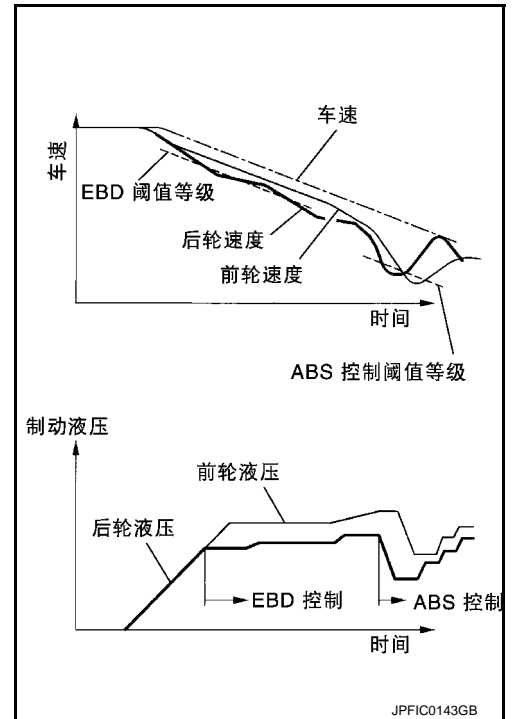 车速
车速
EBD 阈值等级
后轮速度
前轮速度
时间
ABS 控制阈值等级
制动液压
前轮液压
后轮液压
EBD 控制
ABS 控制
时间
JPFIC0143GB